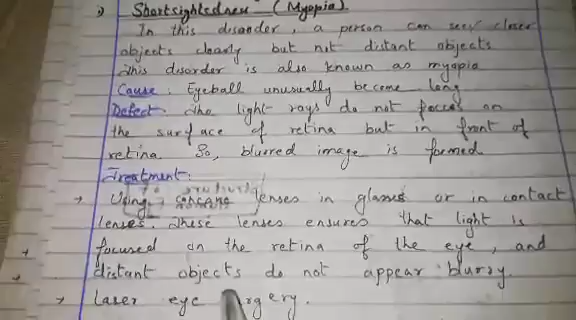 Shortsightedness (Myopia).
In this disorder, a person can see closer
objects clearly but not distant objects
This disorder is also known as myopia
Cause: Eyeball unusually become long
Defect: The light rays do not focus on
the surface of retina but in front of
retina. So, blurred image is formed
Treatment:
→ Using concave lenses in glasses or in contact
lenses. These lenses ensures that light is
focused on the retina of the eye, and
→ distant objects do not appear blurry.
→ Laser eye